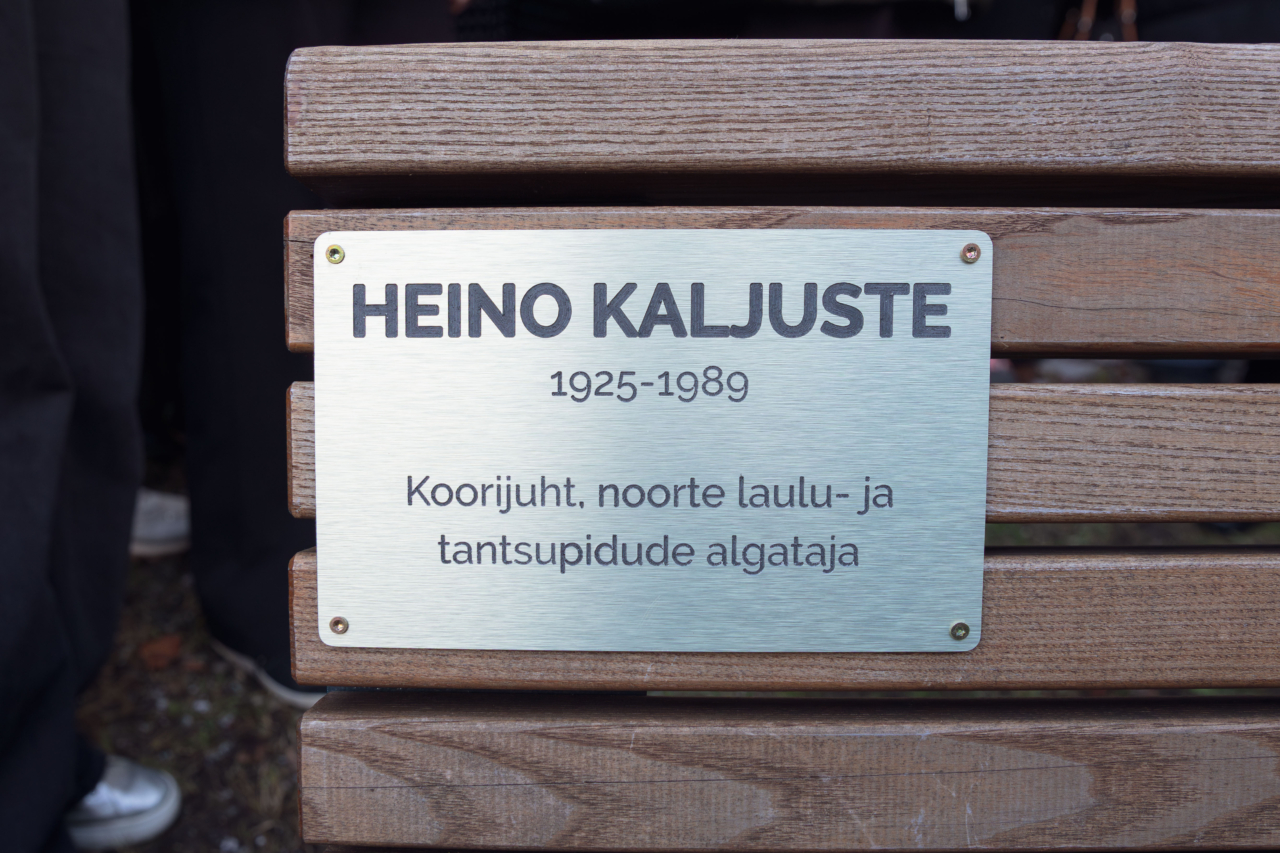 HEINO KALJUSTE
1925-1989
Koorijuht, noorte laulu- ja
tantsupidude algataja